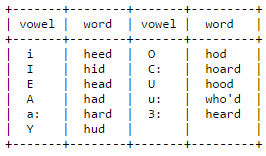 +-------+--------+-------+--------+
| vowel | word | vowel | word |
+-------+--------+-------+--------+
| i | heed | O | hod |
| I | hid | C: | hoard |
| E | head | U | hood |
| A | had | u: | who'd |
| a: | hard | 3: | heard |
| Y | hud | | |
+-------+--------+-------+--------+